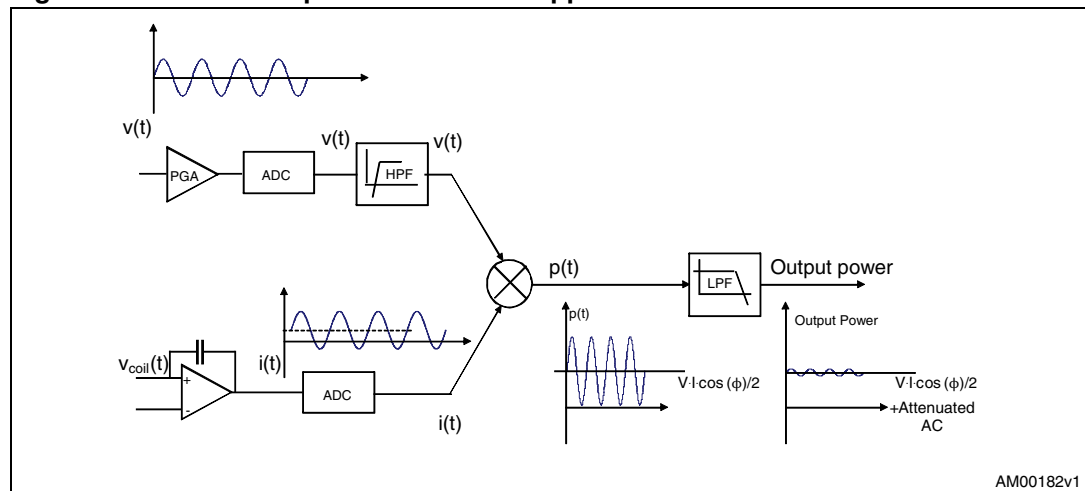 v(t)
v(t)
v(t)
PGA
ADC
HPF
p(t)
Output power
LPF
p(t)
Output Power
v_coil(t)
i(t)
+
-
ADC
i(t)
V·I·cos (ϕ)/2
V·I·cos (ϕ)/2
+Attenuated
AC
AM00182v1